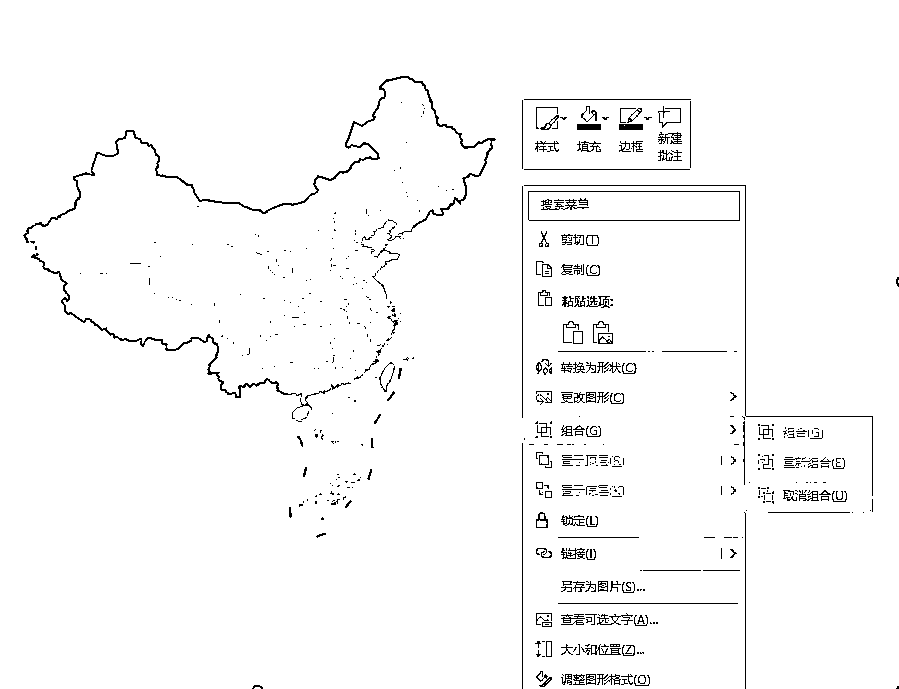 样式 填充 边框 新建
批注
搜索菜单
剪切(T)
复制(C)
粘贴选项:
转换为形状(C)
更改图形(C)
组合(G)
组合(G)
置于顶层(R)
重新组合(E)
置于底层(K)
取消组合(U)
锁定(L)
链接(I)
另存为图片(S)...
查看可选文字(A)...
大小和位置(Z)...
调整图形格式(O)